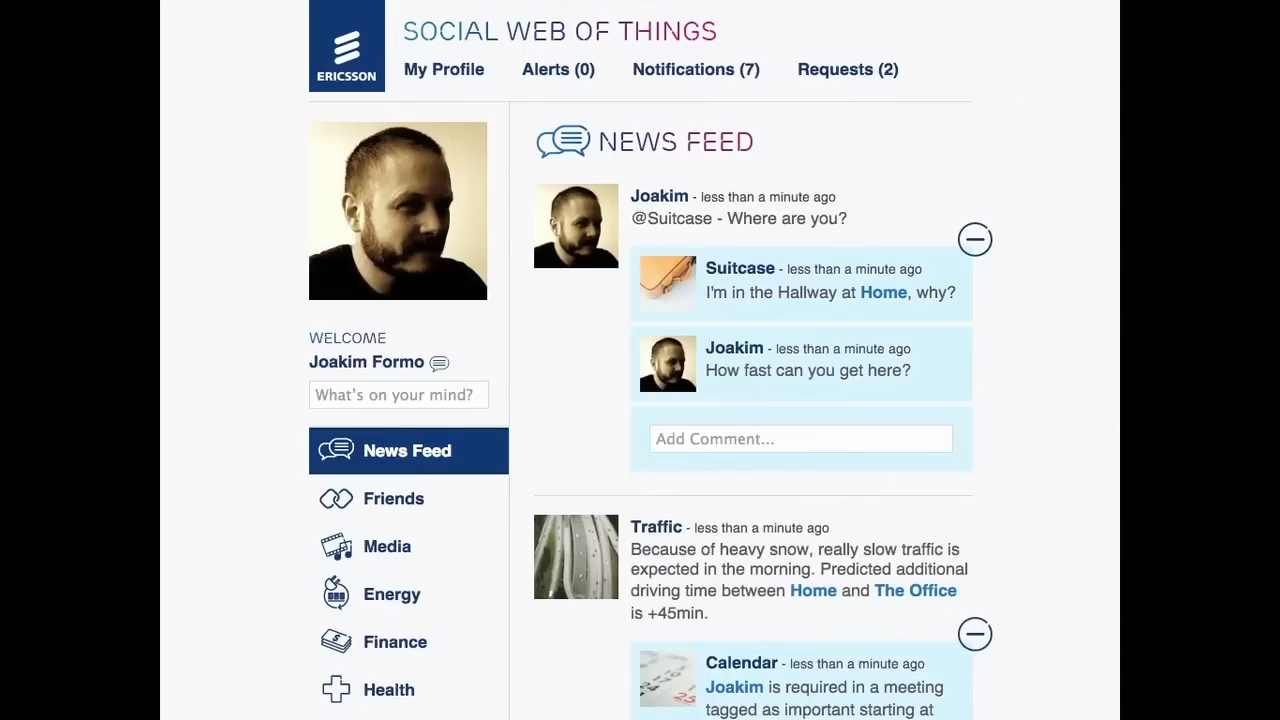 SOCIAL WEB OF THINGS
ERICSSON
My Profile Alerts (0) Notifications (7) Requests (2)
WELCOME
Joakim Formo
What's on your mind?
News Feed
Friends
Media
Energy
Finance
Health
NEWS FEED
Joakim - less than a minute ago
@Suitcase - Where are you?
Suitcase - less than a minute ago
I'm in the Hallway at Home, why?
Joakim - less than a minute ago
How fast can you get here?
Add Comment...
Traffic - less than a minute ago
Because of heavy snow, really slow traffic is
expected in the morning. Predicted additional
driving time between Home and The Office
is +45min.
24
25
Calendar - less than a minute ago
Joakim is required in a meeting
tagged as important starting at